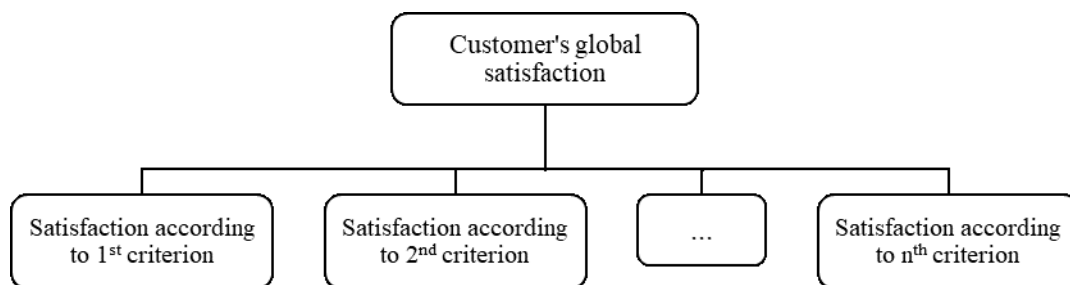 Customer's global
satisfaction
Satisfaction according
to 1st criterion
Satisfaction according
to 2nd criterion
...
Satisfaction according
to nth criterion